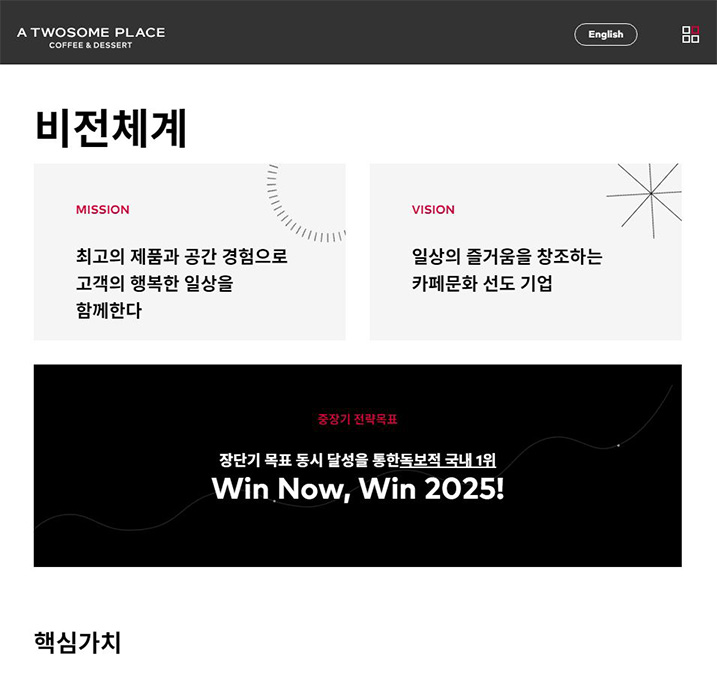 A TWOSOME PLACE
COFFEE & DESSERT
English
비전체계
MISSION
최고의 제품과 공간 경험으로
고객의 행복한 일상을
함께한다
VISION
일상의 즐거움을 창조하는
카페문화 선도 기업
중장기 전략목표
장단기 목표 동시 달성을 통한독보적 국내 1위
Win Now, Win 2025!
핵심가치